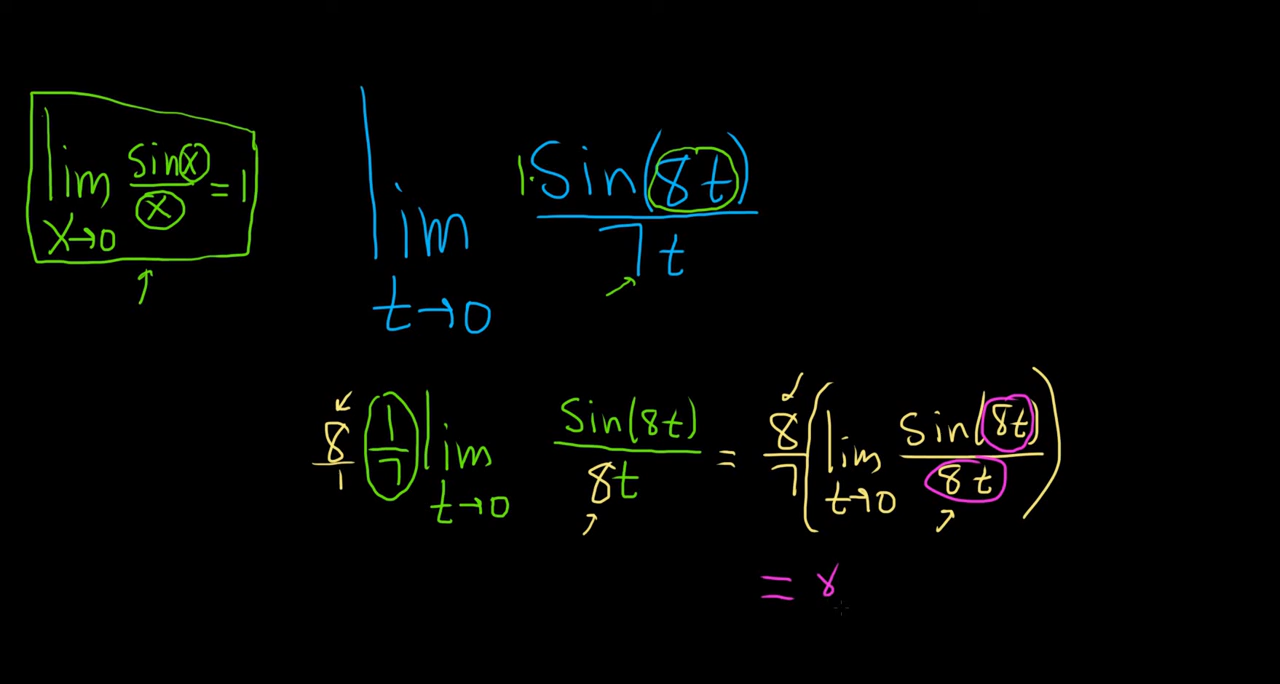 lim x→0 sin x / x = 1
lim t→0 1· Sin(8t) / 7t
8/1 1/7 lim t→0 Sin(8t) / 8t = 8/7 ( lim t→0 Sin(8t) / 8t )
=